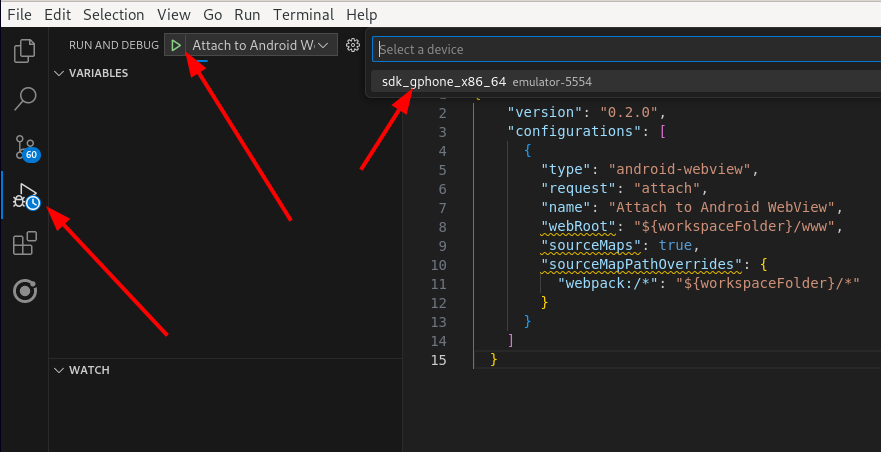 File Edit Selection View Go Run Terminal Help
RUN AND DEBUG
Attach to Android W
Select a device
VARIABLES
sdk_gphone_x86_64 emulator-5554
2 "version": "0.2.0",
3 "configurations": [
4 {
5 "type": "android-webview",
6 "request": "attach",
7 "name": "Attach to Android WebView",
8 "webRoot": "${workspaceFolder}/www",
9 "sourceMaps": true,
10 "sourceMapPathOverrides": {
11 "webpack:/*": "${workspaceFolder}/*"
12 }
13 }
14 ]
15 }
60
WATCH